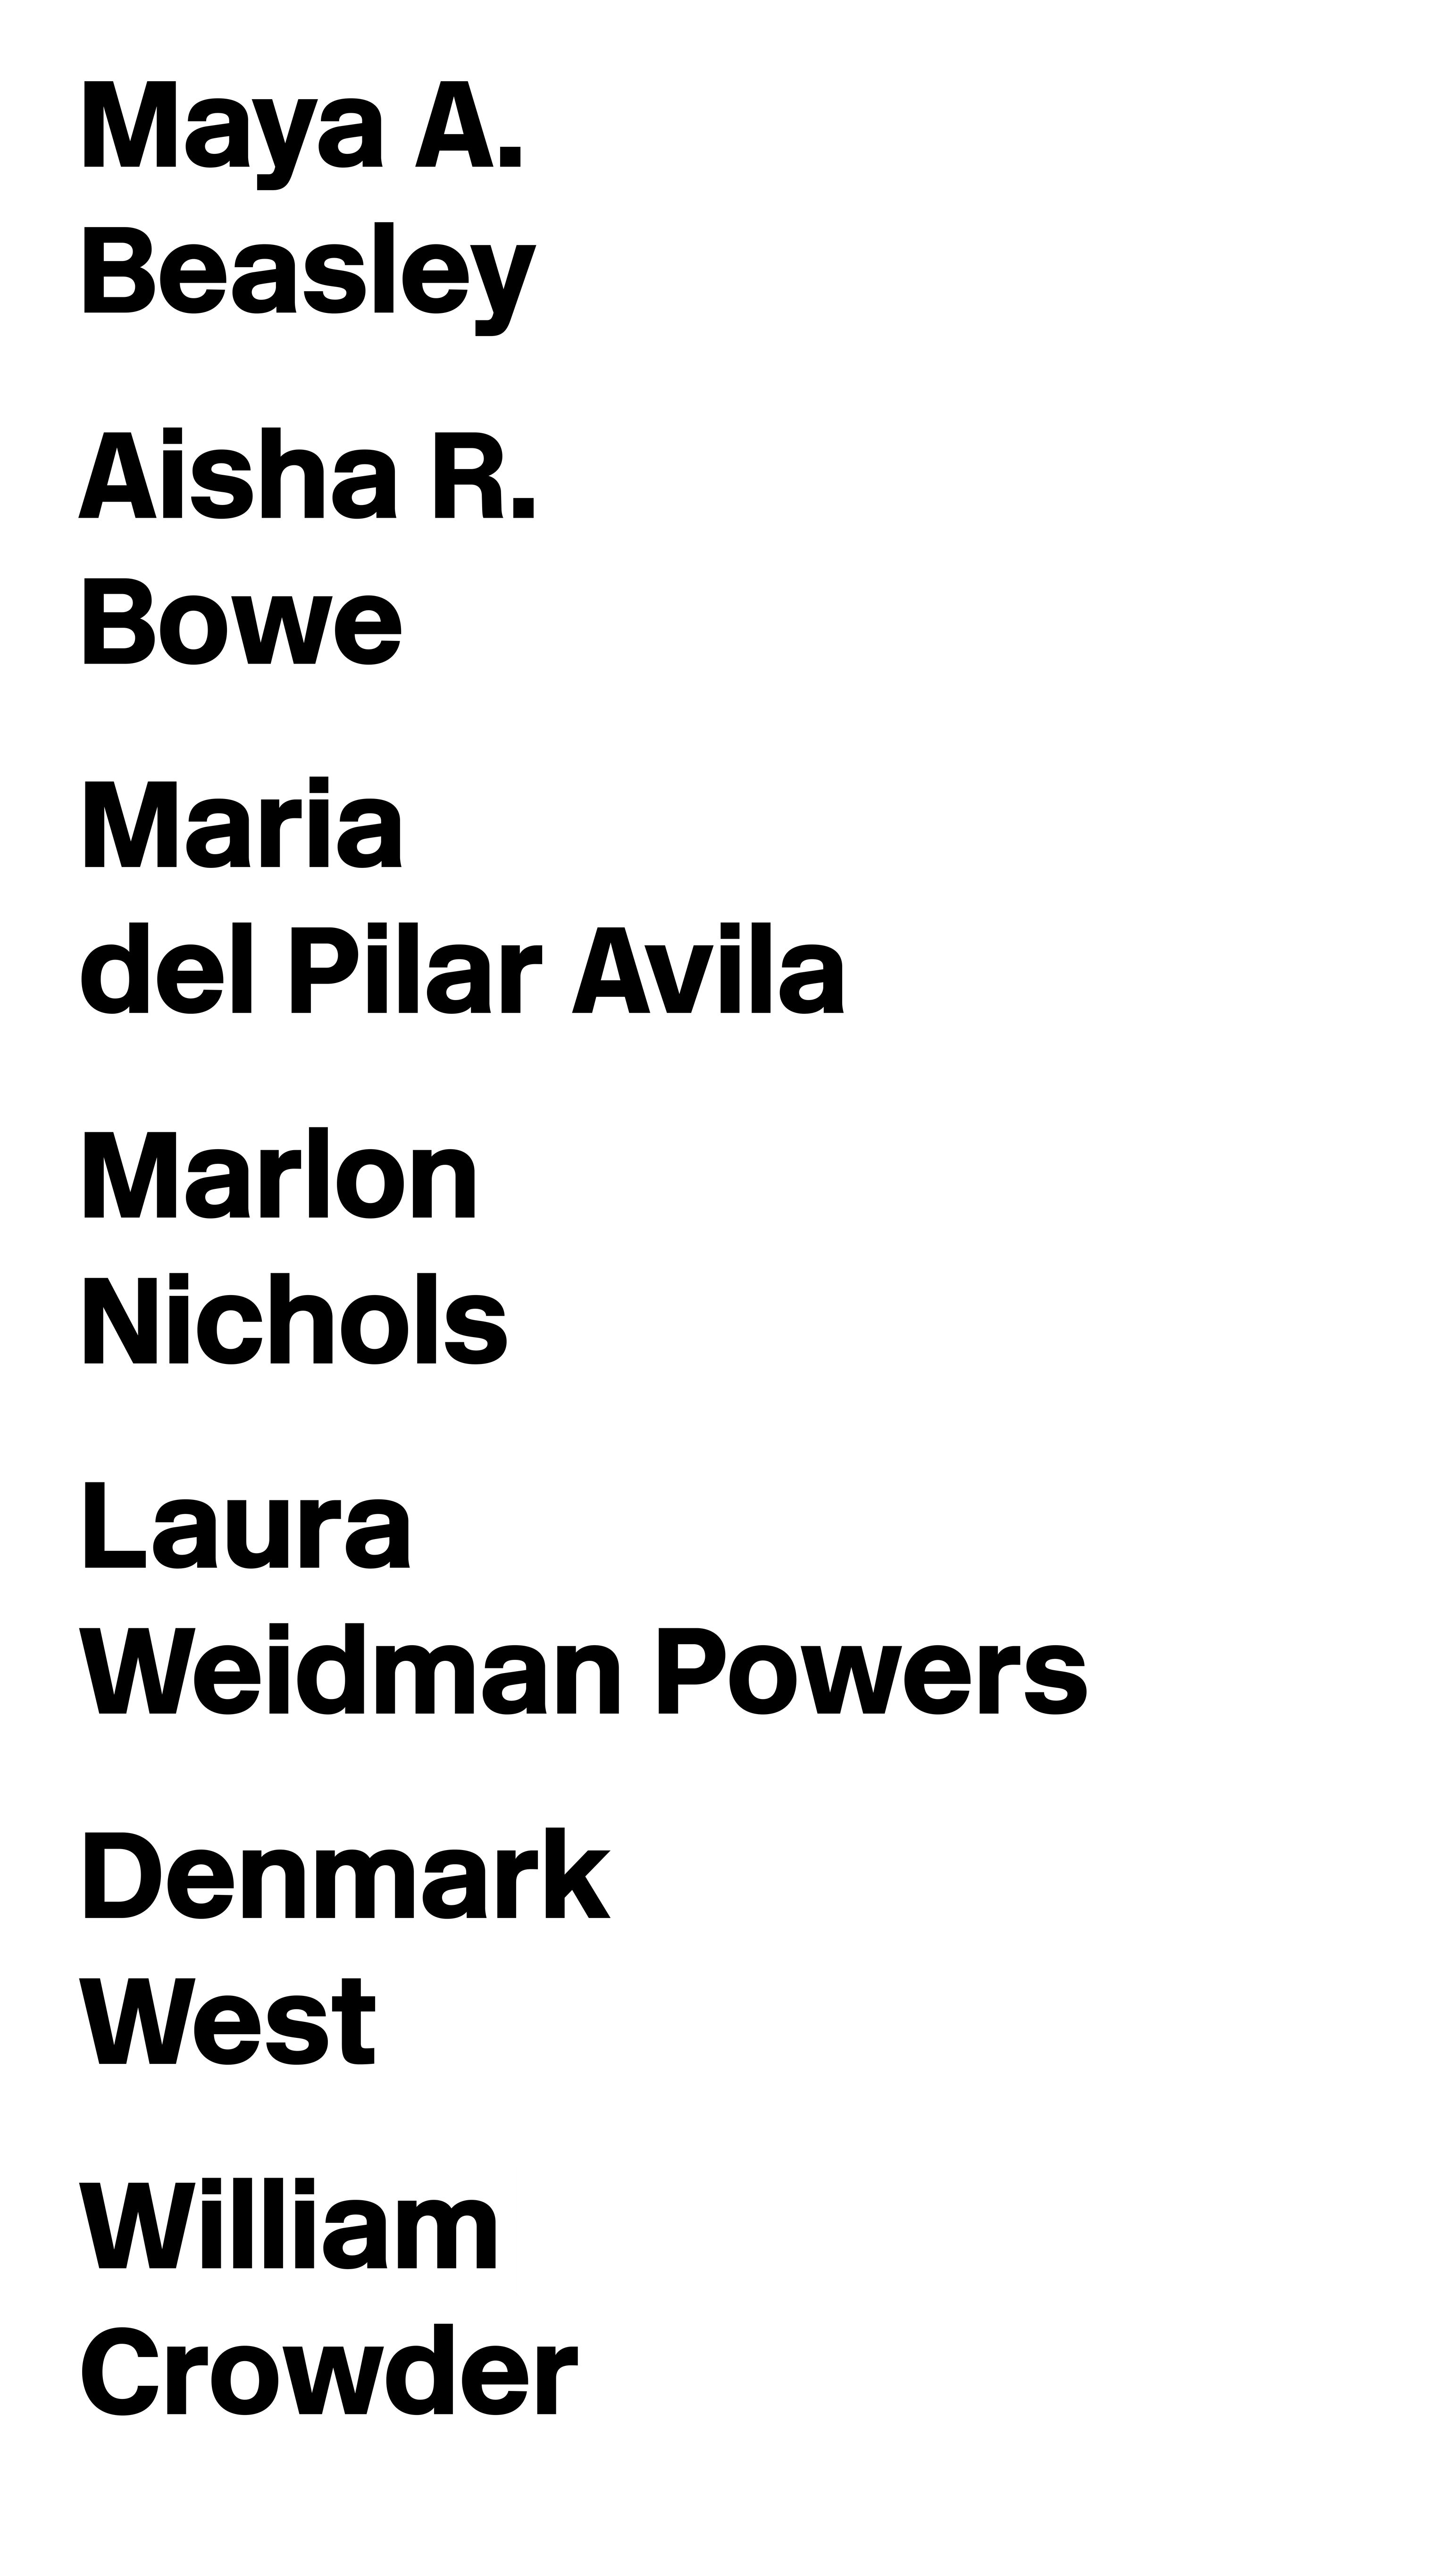 Maya A.
Beasley
Aisha R.
Bowe
Maria
del Pilar Avila
Marlon
Nichols
Laura
Weidman Powers
Denmark
West
William
Crowder